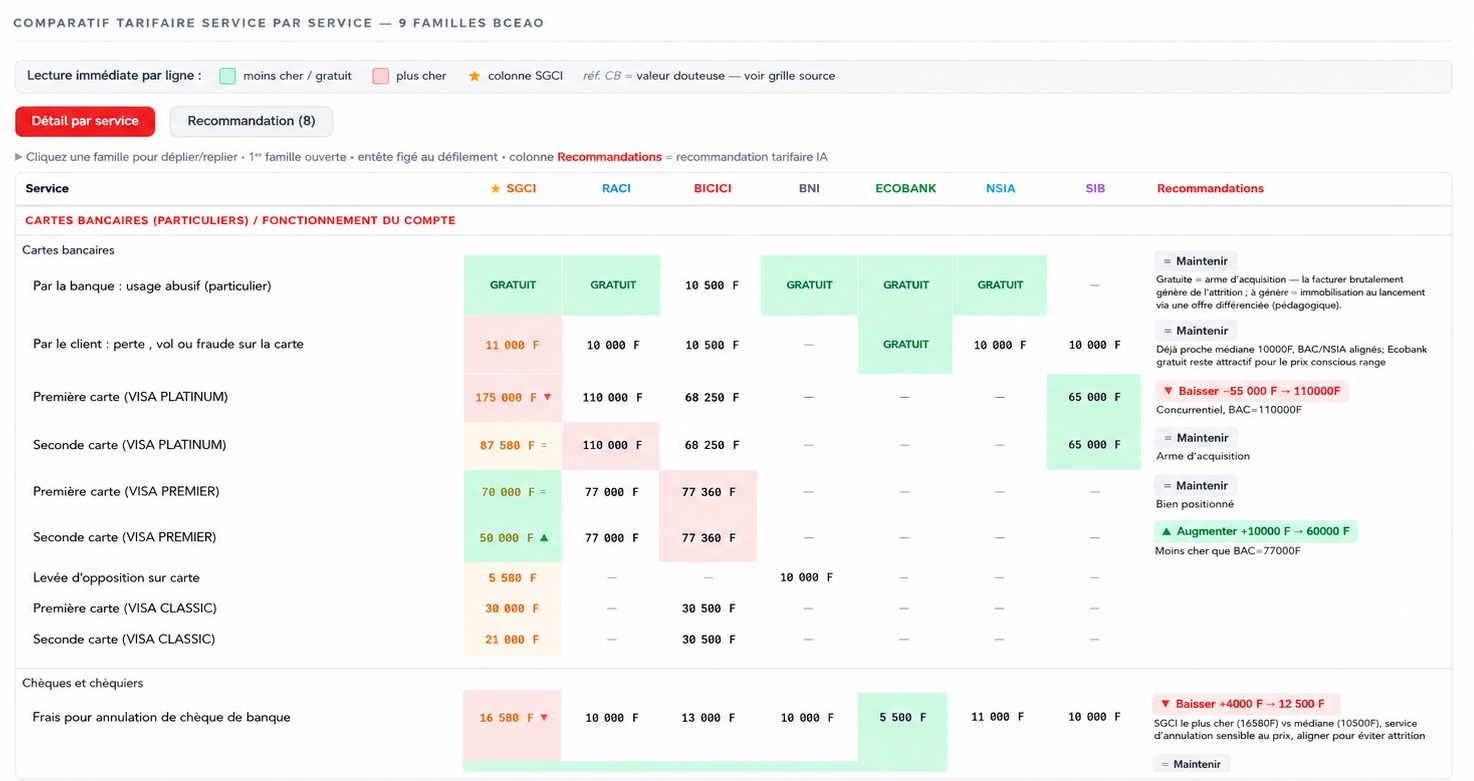 COMPARATIF TARIFAIRE SERVICE PAR SERVICE — 9 FAMILLES BCEAO
Lecture immédiate par ligne : moins cher / gratuit plus cher ★ colonne SGCI réf. CB = valeur douteuse — voir grille source
Détail par service Recommandation (8)
▶ Cliquez une famille pour déplier/replier • 1ère famille ouverte • entête figé au défilement • colonne Recommandations = recommandation tarifaire IA
Service ★ SGCI RACI BICICI BNI ECOBANK NSIA SIB Recommandations
CARTES BANCAIRES (PARTICULIERS) / FONCTIONNEMENT DU COMPTE
Cartes bancaires
Par la banque : usage abusif (particulier) GRATUIT GRATUIT 10 500 F GRATUIT GRATUIT GRATUIT —
= Maintenir
Gratuite = arme d'acquisition — la facturer brutalement
génère de l'attrition ; à génère = immobilisation au lancement
via une offre différenciée (pédagogique).
Par le client : perte , vol ou fraude sur la carte 11 000 F 10 000 F 10 500 F — GRATUIT 10 000 F 10 000 F
= Maintenir
Déjà proche médiane 10000F, BAC/NSIA alignés; Ecobank
gratuit reste attractif pour le prix conscious range
Première carte (VISA PLATINUM) 175 000 F ▼ 110 000 F 68 250 F — — — 65 000 F
▼ Baisser –55 000 F → 110000F
Concurrentiel, BAC=110000F
Seconde carte (VISA PLATINUM) 87 580 F = 110 000 F 68 250 F — — — 65 000 F
= Maintenir
Arme d'acquisition
Première carte (VISA PREMIER) 70 000 F = 77 000 F 77 360 F — — — —
= Maintenir
Bien positionné
Seconde carte (VISA PREMIER) 50 000 F ▲ 77 000 F 77 360 F — — — —
▲ Augmenter +10000 F → 60000 F
Moins cher que BAC=77000F
Levée d'opposition sur carte 5 580 F — — 10 000 F — — —
Première carte (VISA CLASSIC) 30 000 F — 30 500 F — — — —
Seconde carte (VISA CLASSIC) 21 000 F — 30 500 F — — — —
Chèques et chèquiers
Frais pour annulation de chèque de banque 16 580 F ▼ 10 000 F 13 000 F 10 000 F 5 500 F 11 000 F 10 000 F
▼ Baisser +4000 F → 12 500 F
SGCI le plus cher (16580F) vs médiane (10500F), service
d'annulation sensible au prix, aligner pour éviter attrition
= Maintenir